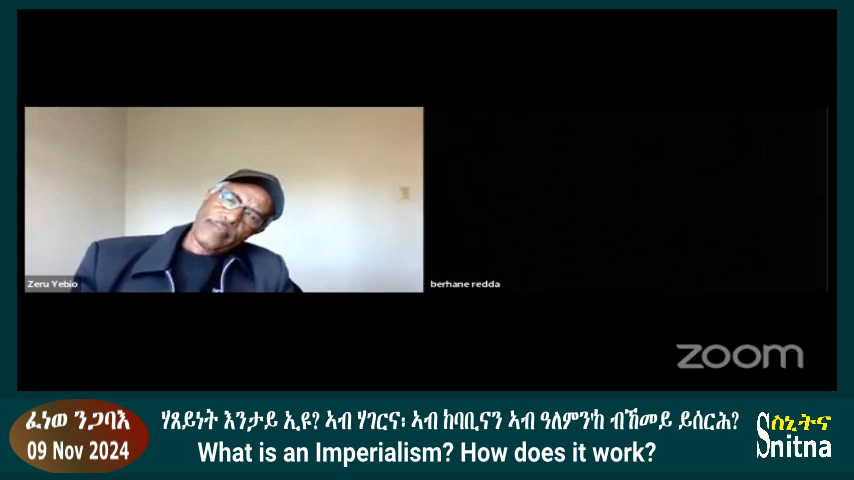 Zeru Yebio
berhane redda
zoom
ፈነወ ንጋባእ
09 Nov 2024
ሃጸይነት እንታይ ኢዩ? ኣብ ሃገርና፡ ኣብ ከባቢናን ኣብ ዓለምን'ከ ብኸመይ ይሰርሕ?
What is an Imperialism? How does it work?
ስኒትና
Snitna